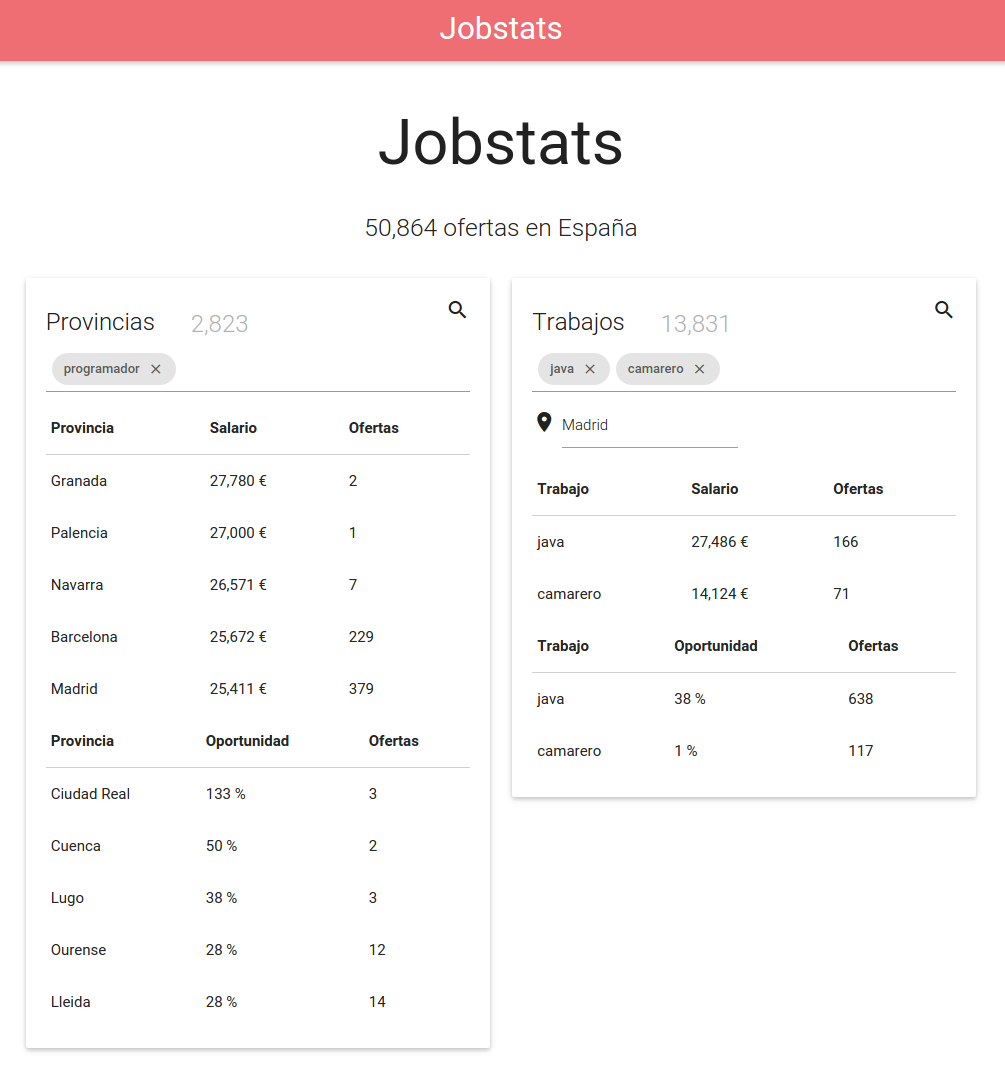 Jobstats
Jobstats
50,864 ofertas en España
Provincias 2,823
programador
Provincia Salario Ofertas
Granada 27,780 € 2
Palencia 27,000 € 1
Navarra 26,571 € 7
Barcelona 25,672 € 229
Madrid 25,411 € 379
Provincia Oportunidad Ofertas
Ciudad Real 133 % 3
Cuenca 50 % 2
Lugo 38 % 3
Ourense 28 % 12
Lleida 28 % 14
Trabajos 13,831
java camarero
Madrid
Trabajo Salario Ofertas
java 27,486 € 166
camarero 14,124 € 71
Trabajo Oportunidad Ofertas
java 38 % 638
camarero 1 % 117